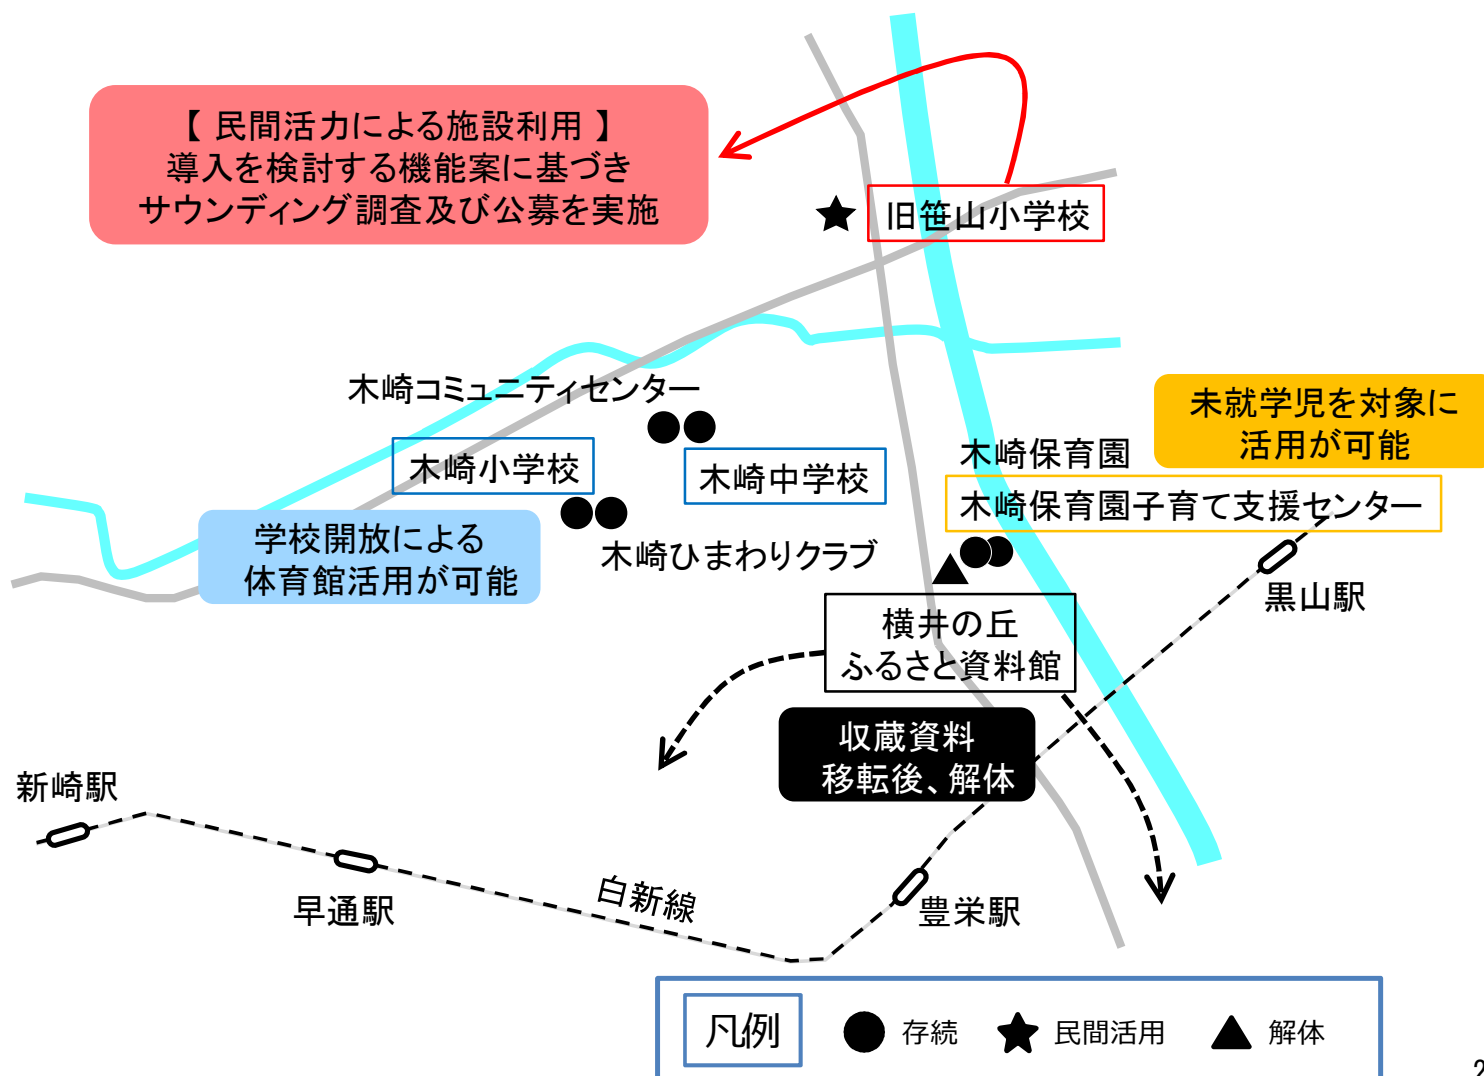 【 民間活力による施設利用 】
導入を検討する機能案に基づき
サウンディング調査及び公募を実施
旧笹山小学校
木崎コミュニティセンター
未就学児を対象に
活用が可能
木崎小学校
木崎中学校
木崎保育園
木崎保育園子育て支援センター
学校開放による
体育館活用が可能
木崎ひまわりクラブ
黒山駅
横井の丘
ふるさと資料館
収蔵資料
移転後、解体
新崎駅
早通駅
白新線
豊栄駅
凡例
存続
民間活用
解体
2